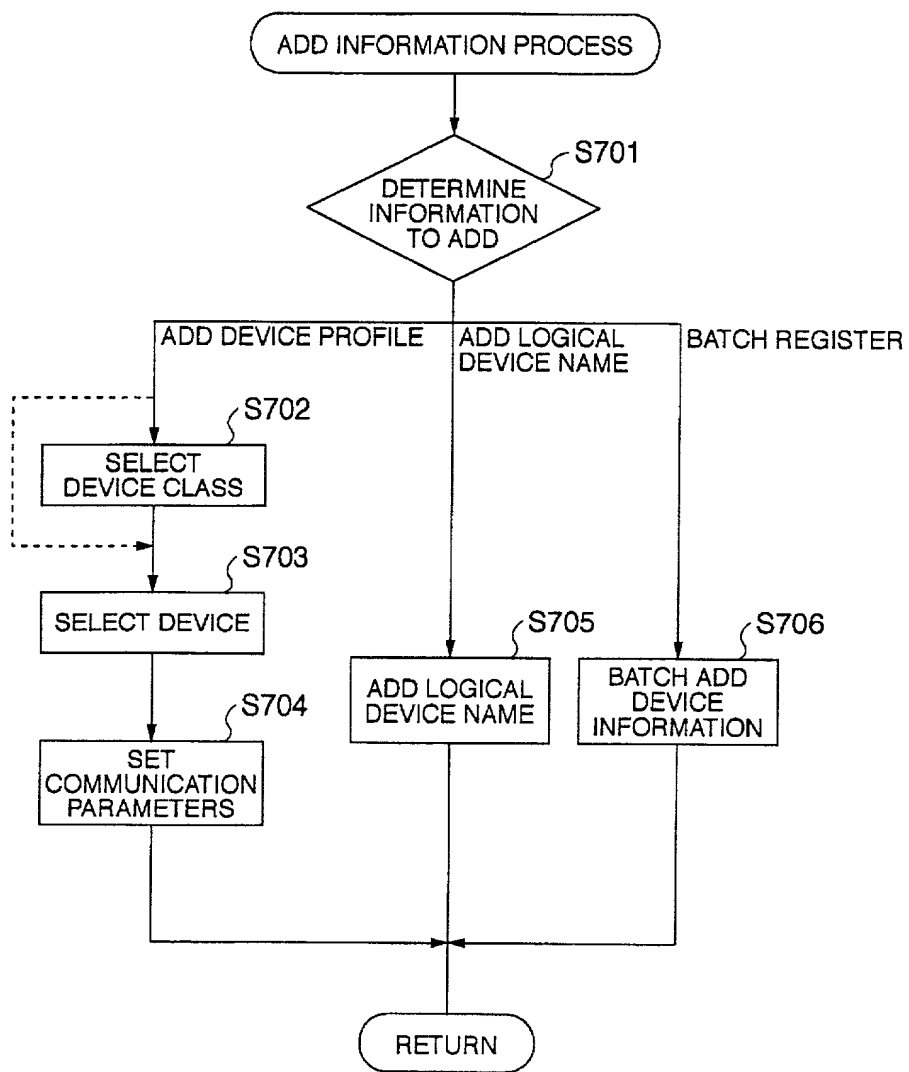 ADD INFORMATION PROCESS
S701
DETERMINE
INFORMATION
TO ADD
ADD DEVICE PROFILE
ADD LOGICAL
DEVICE NAME
BATCH REGISTER
S702
SELECT
DEVICE CLASS
S703
SELECT DEVICE
S704
SET
COMMUNICATION
PARAMETERS
S705
ADD LOGICAL
DEVICE NAME
S706
BATCH ADD
DEVICE
INFORMATION
RETURN